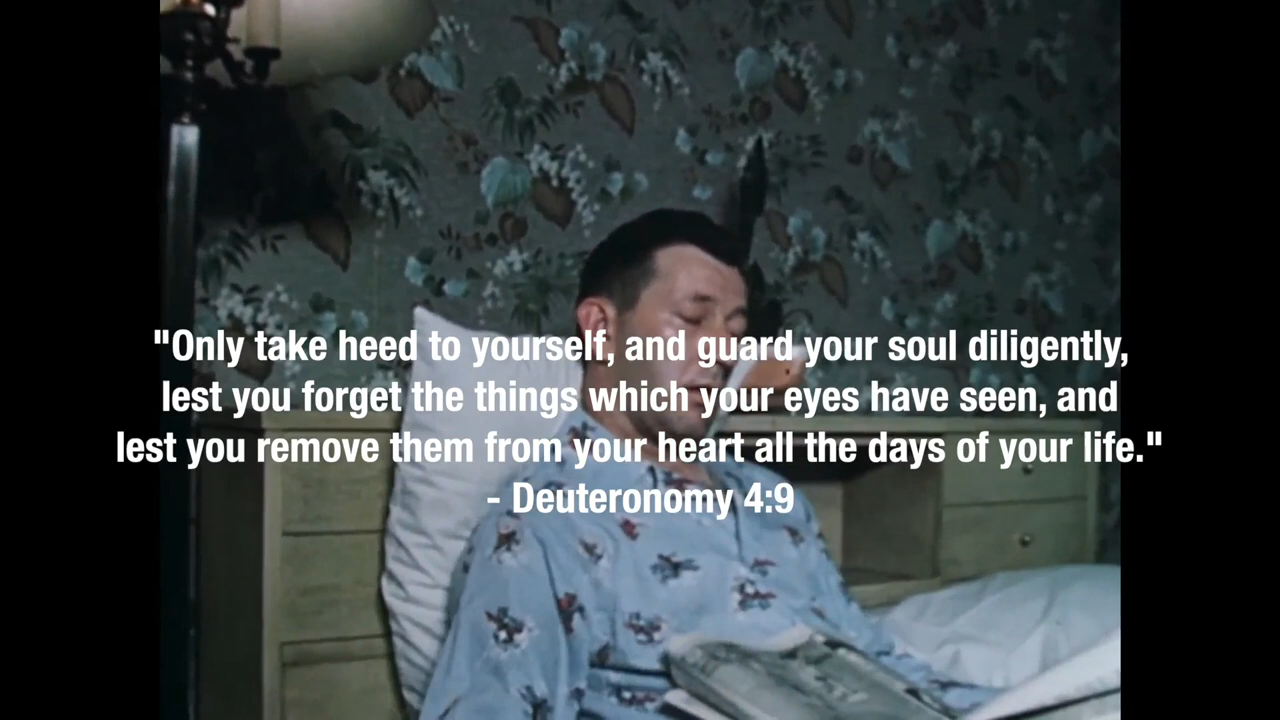 "Only take heed to yourself, and guard your soul diligently,
lest you forget the things which your eyes have seen, and
lest you remove them from your heart all the days of your life."
- Deuteronomy 4:9